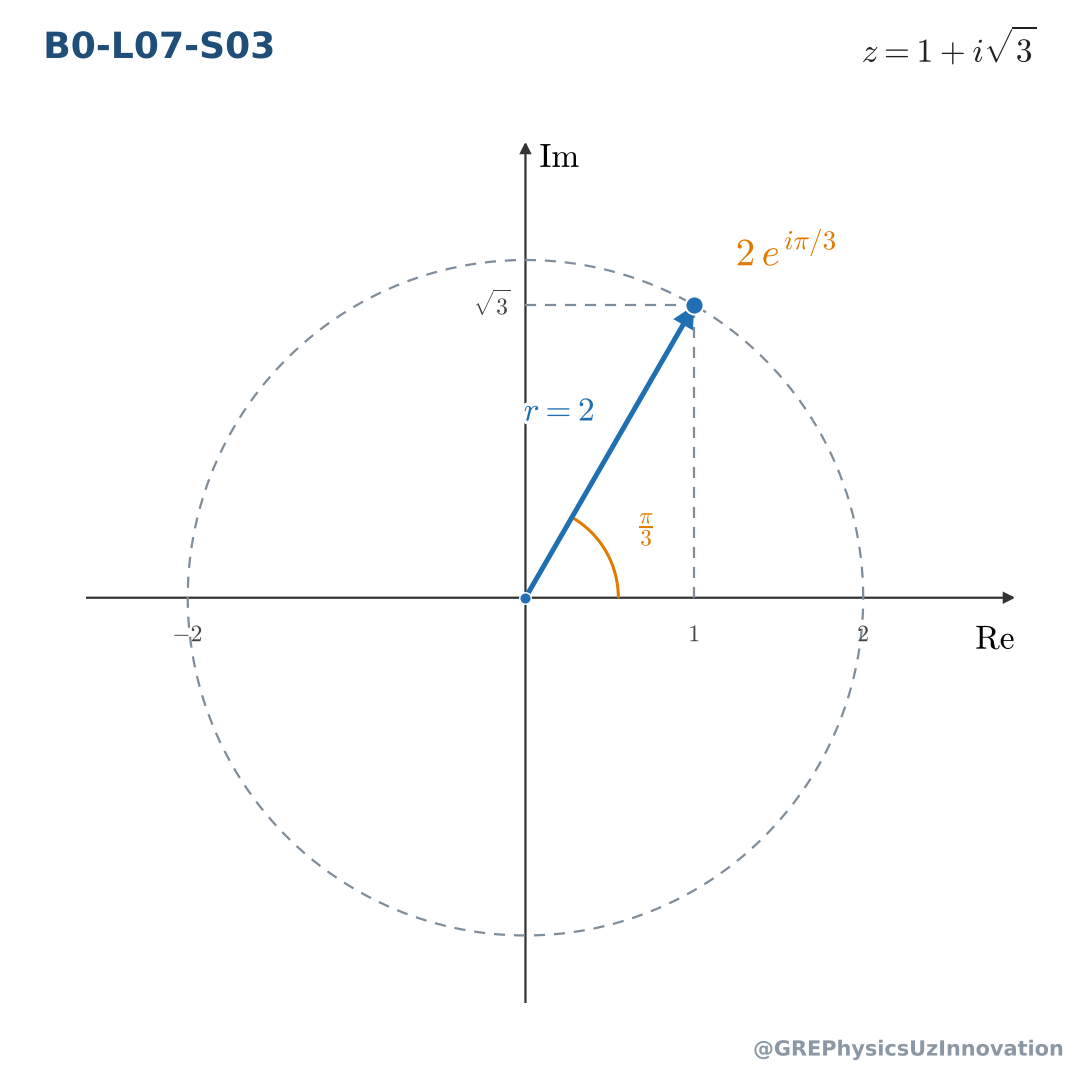 B0-L07-S03
z = 1 + i√3
Im
2 e^{iπ/3}
√3
r = 2
π/3
−2
1
2
Re
@GREPhysicsUzInnovation